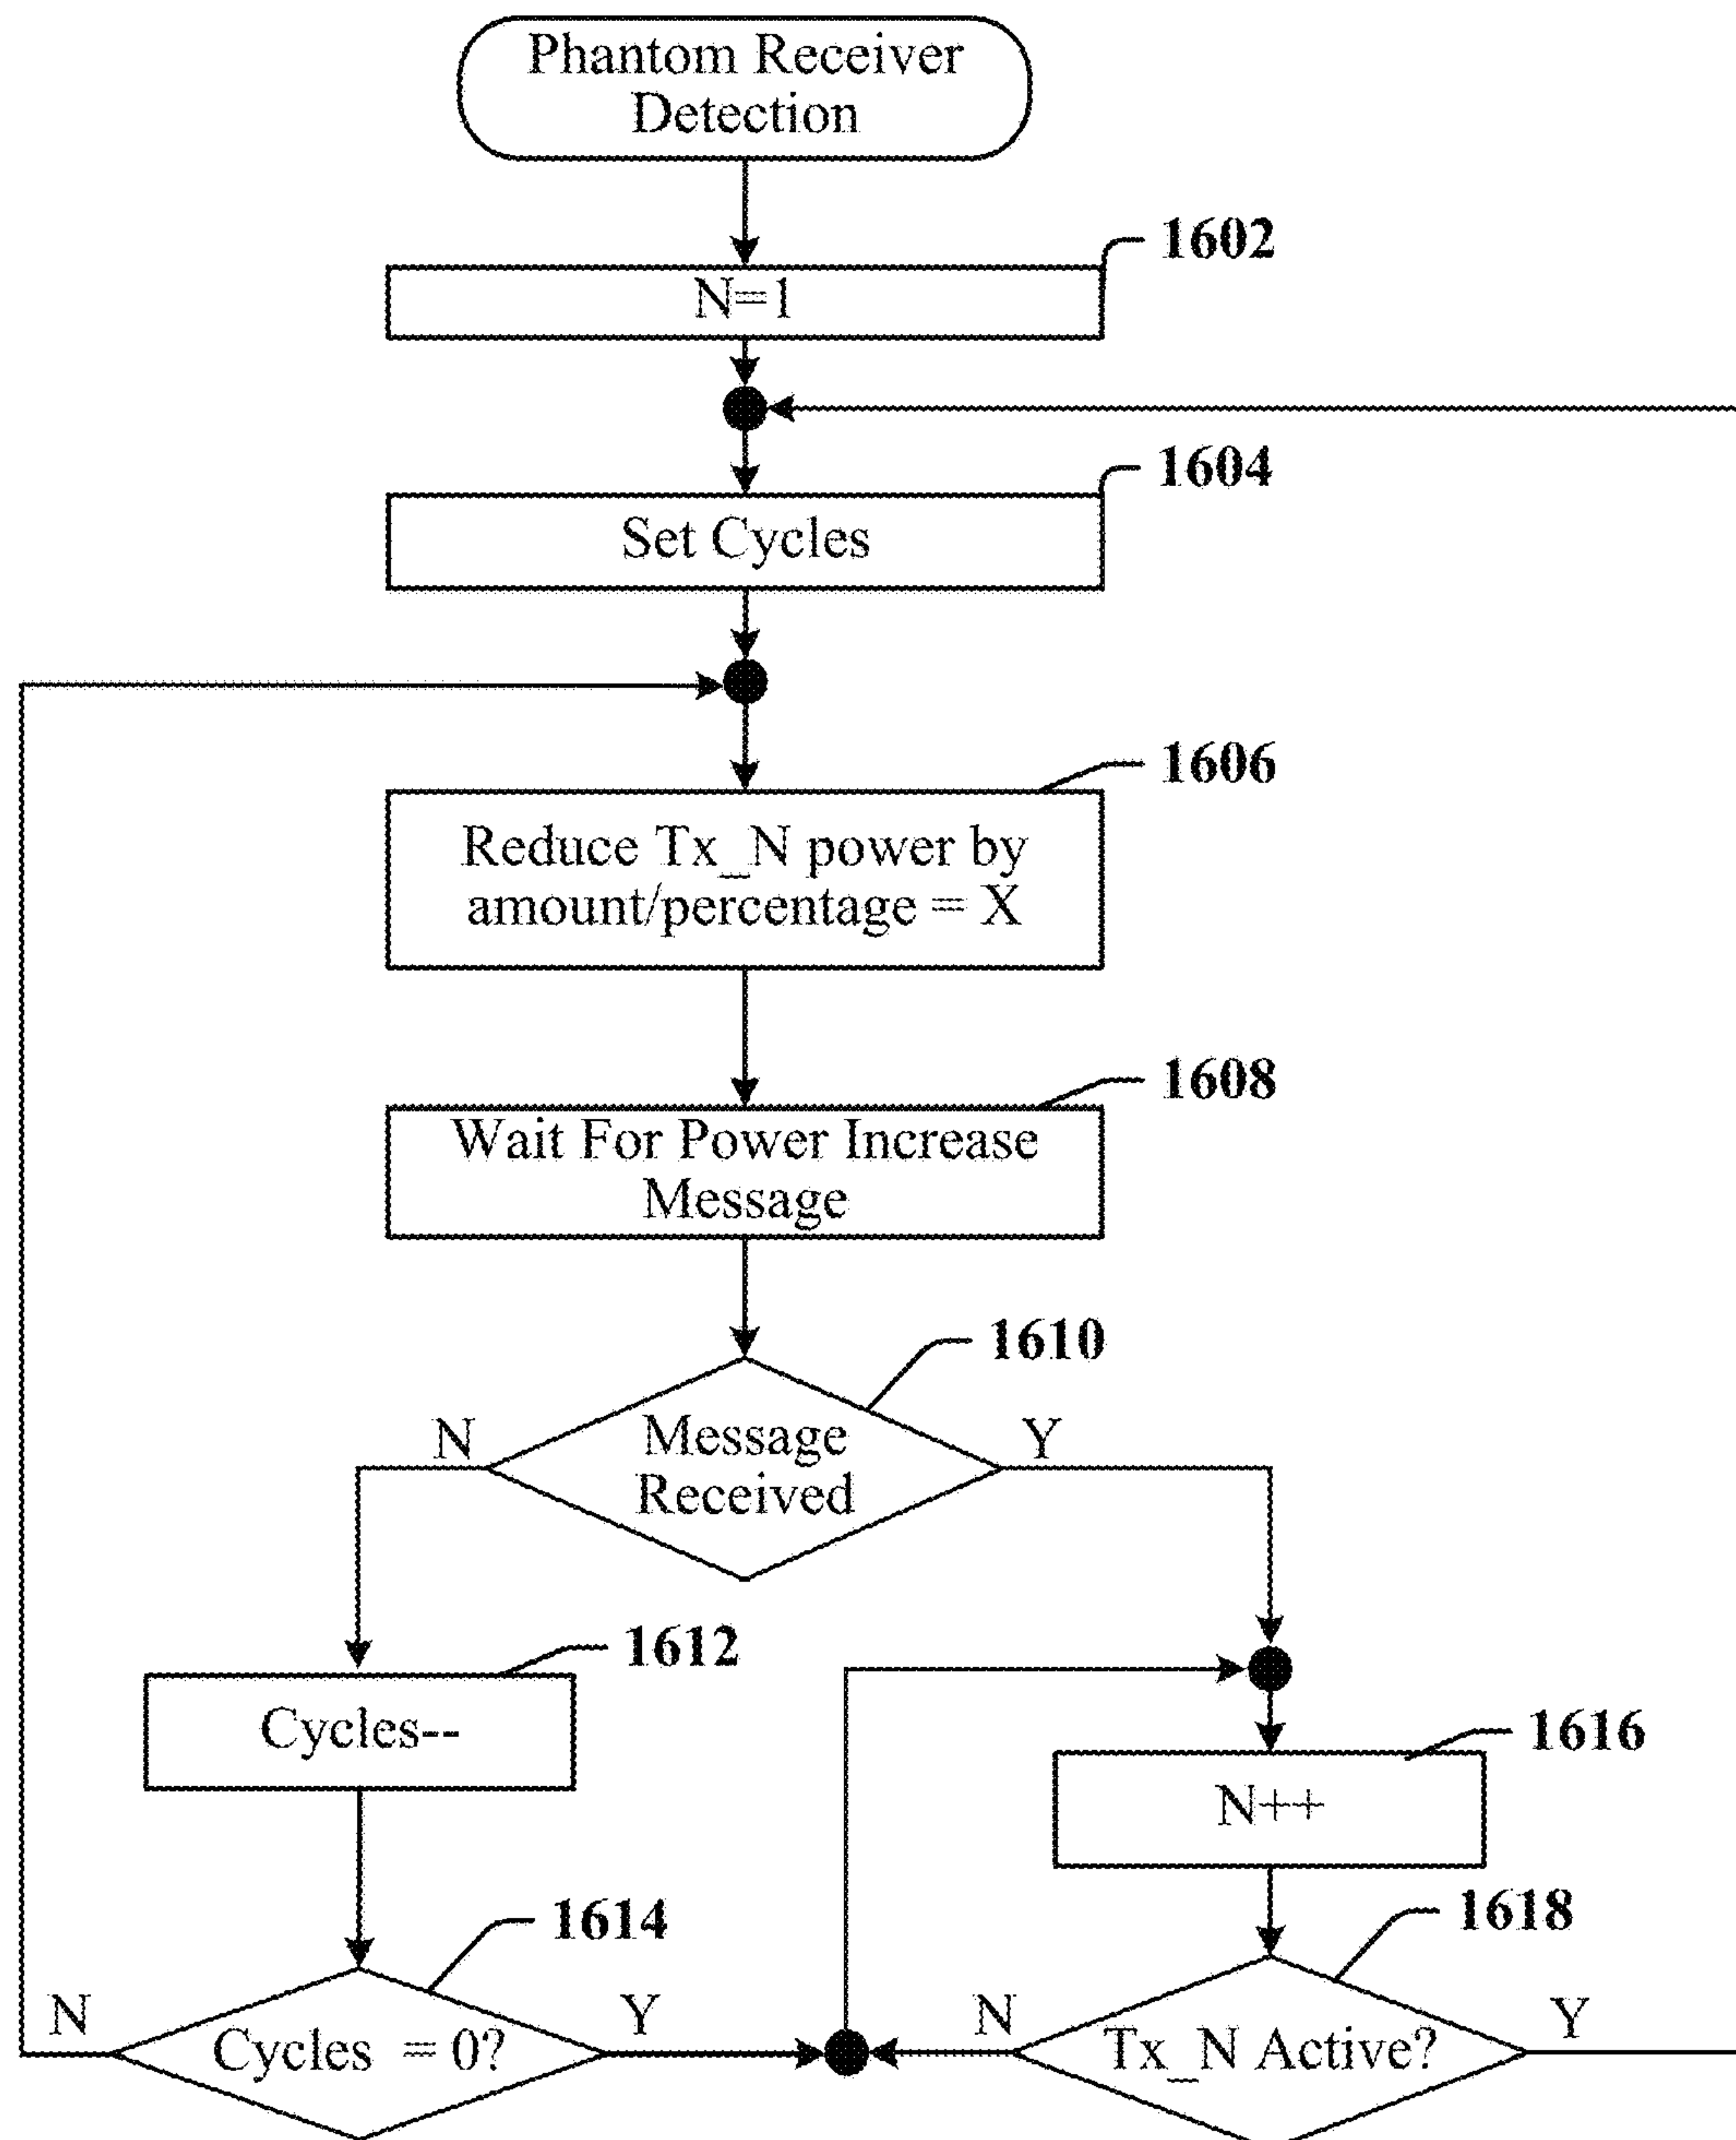 Phantom Receiver
Detection
1602
N=1
1604
Set Cycles
1606
Reduce Tx_N power by
amount/percentage = X
1608
Wait For Power Increase
Message
1610
N
Message
Received
Y
1612
Cycles--
1616
N++
1614
N
Cycles = 0?
Y
1618
N
Tx_N Active?
Y